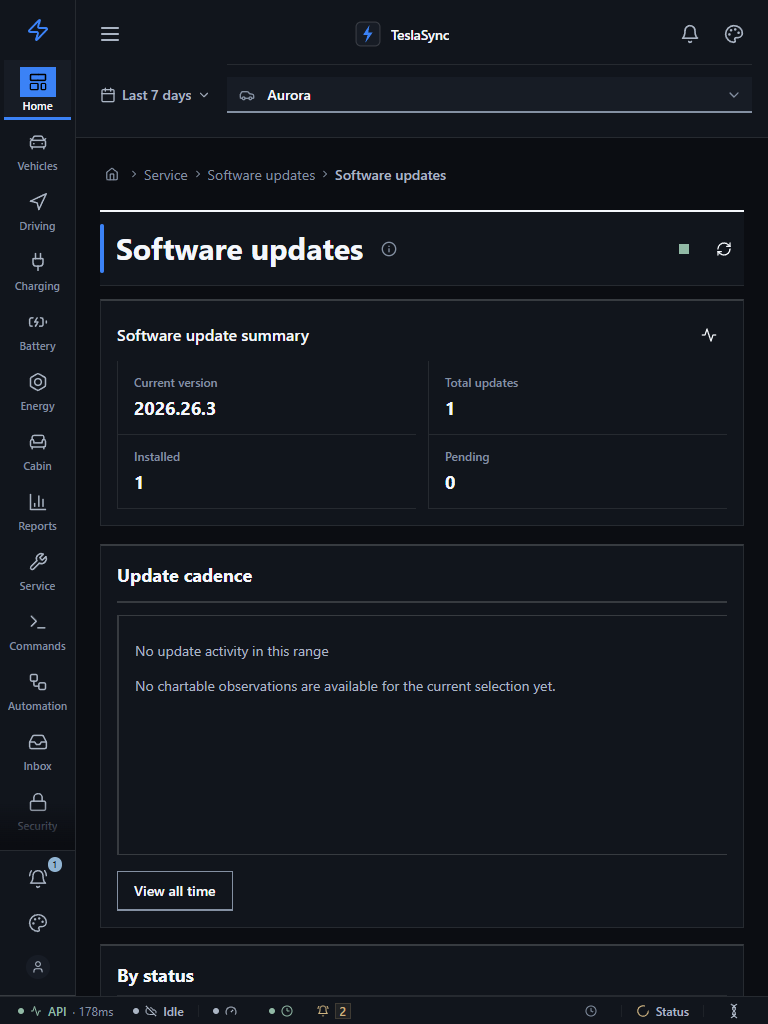 TeslaSync
Last 7 days
Aurora
Home
Vehicles
Driving
Charging
Battery
Energy
Cabin
Reports
Service
Commands
Automation
Inbox
Security
1
Service > Software updates > Software updates
Software updates
Software update summary
Current version
2026.26.3
Total updates
1
Installed
1
Pending
0
Update cadence
No update activity in this range
No chartable observations are available for the current selection yet.
View all time
By status
API · 178ms
Idle
2
Status